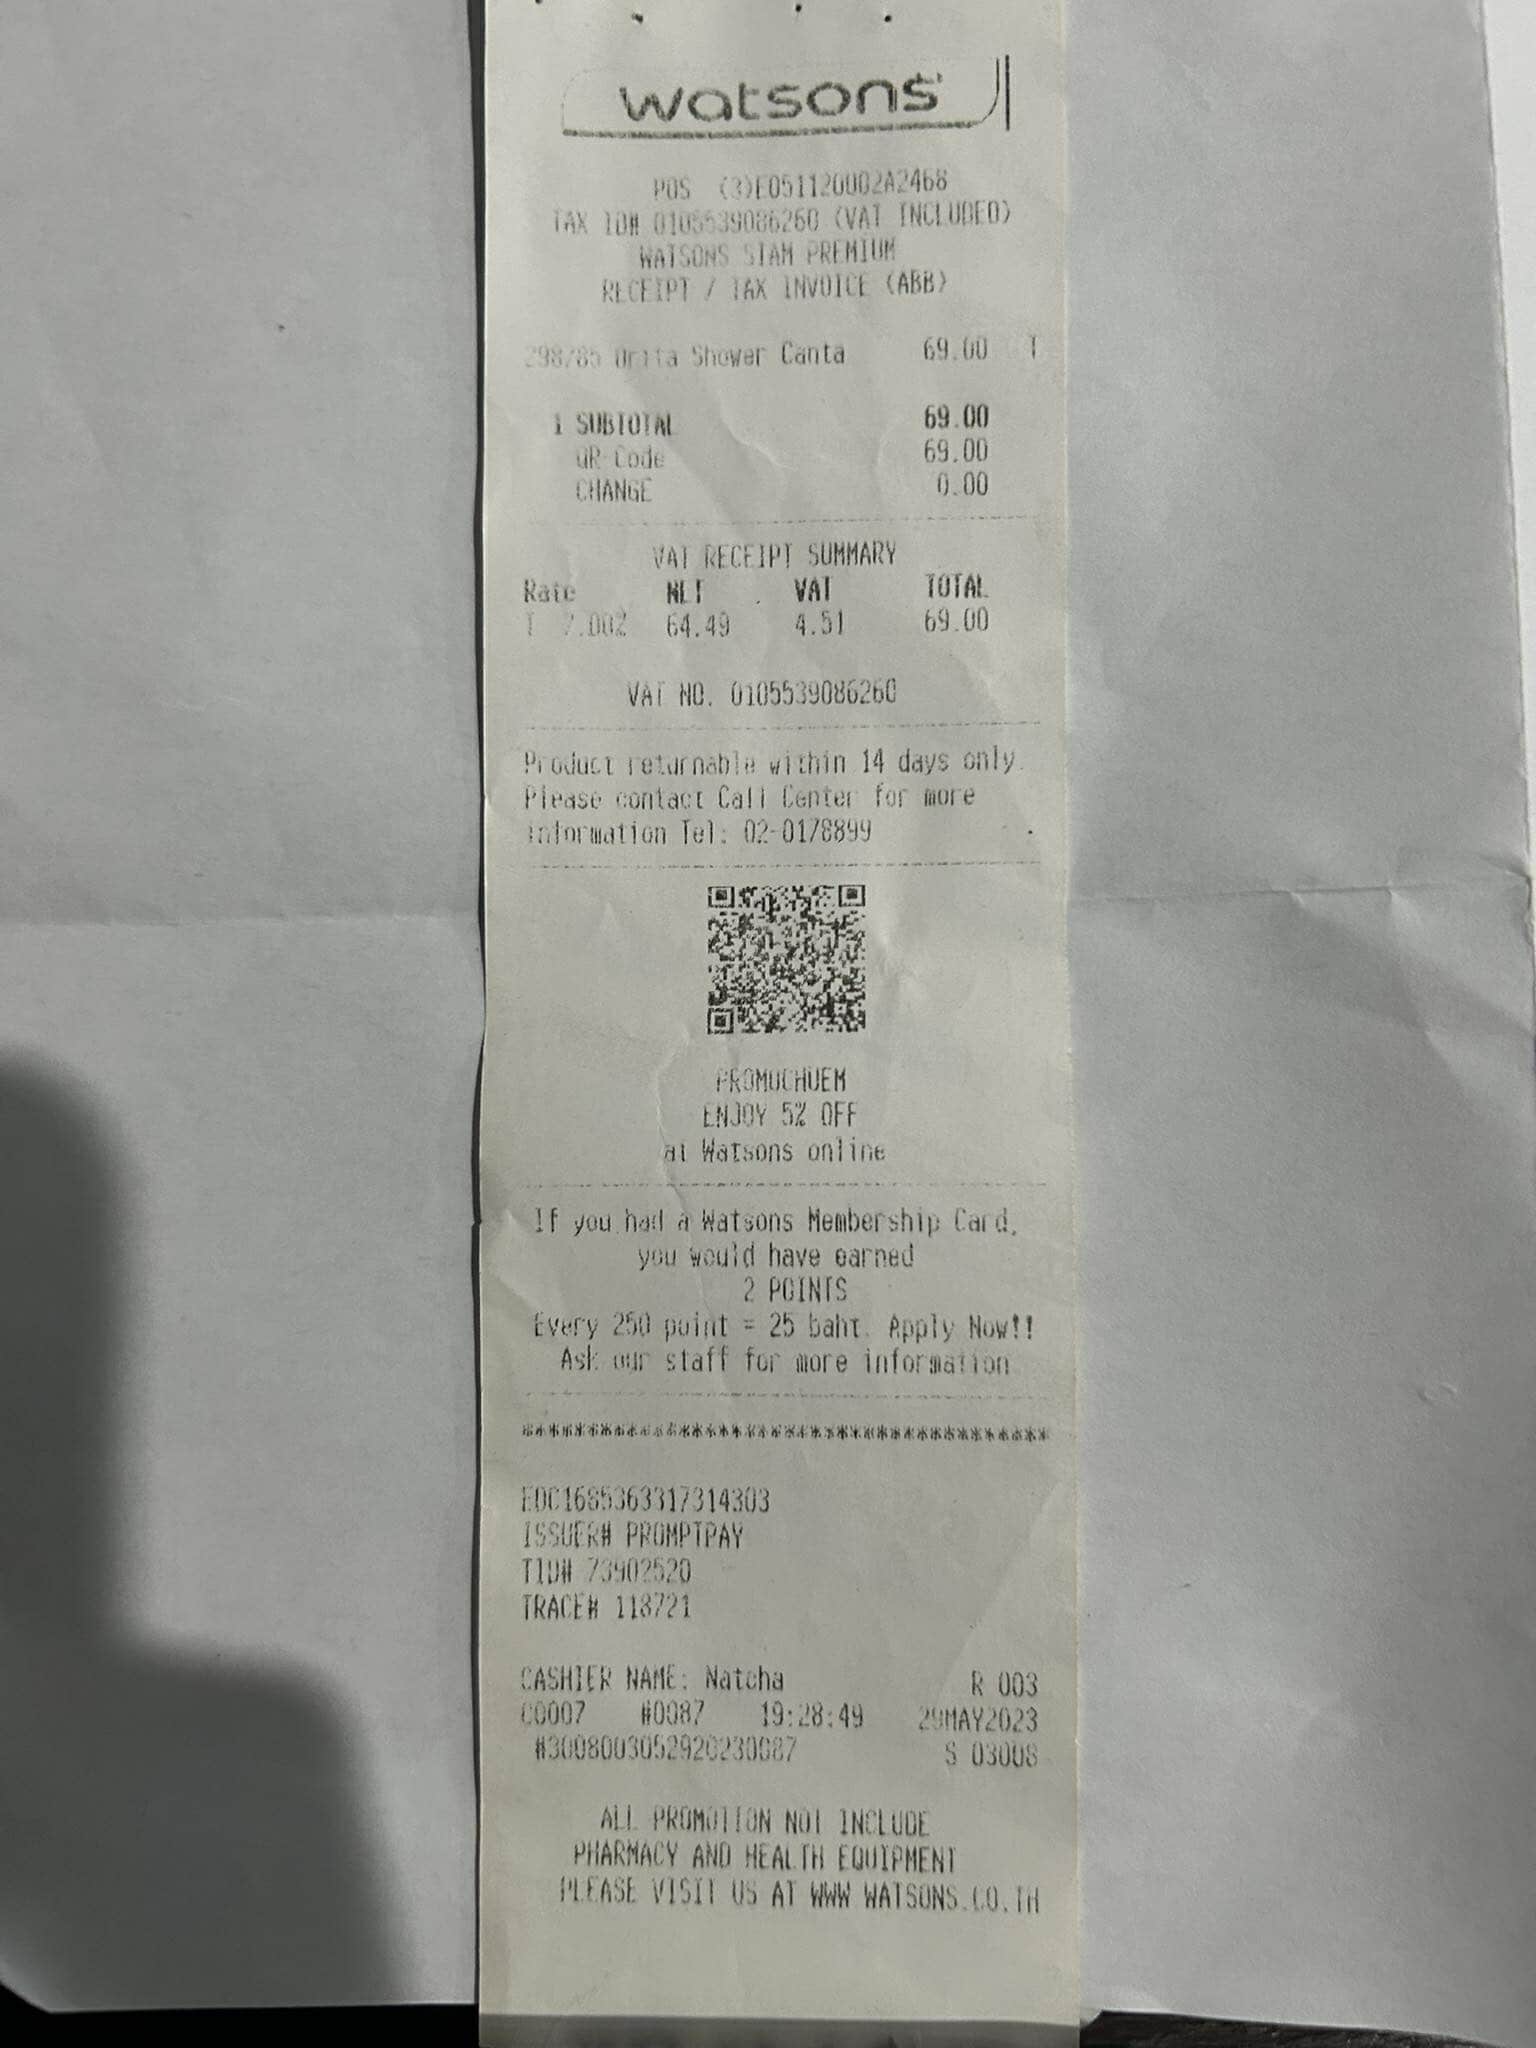 watsons
POS (3)E051120002A2468
TAX ID# 0105539086260 (VAT INCLUDED)
WATSONS SIAM PREMIUM
RECEIPT / TAX INVOICE (ABB)
298785 Orita Shower Canta 69.00 T
1 SUBTOTAL 69.00
QR-Code 69.00
CHANGE 0.00
VAT RECEIPT SUMMARY
Rate NET VAT TOTAL
T 7.00% 64.49 4.51 69.00
VAT NO. 0105539086260
Product returnable within 14 days only.
Please contact Call Center for more
information Tel: 02-0178899
ENJOY 5% OFF
at Watsons online
If you had a Watsons Membership Card,
you would have earned
2 POINTS
Every 250 point = 25 baht. Apply Now!!
Ask our staff for more information
****************************************
EDC1685363317314303
ISSUER# PROMPTPAY
TID# 73902520
TRACE# 118721
CASHIER NAME: Natcha R 003
C0007 #0087 19:28:49 29MAY2023
#3008003052920230087 S 03008
ALL PROMOTION NOT INCLUDE
PHARMACY AND HEALTH EQUIPMENT
PLEASE VISIT US AT WWW.WATSONS.CO.TH